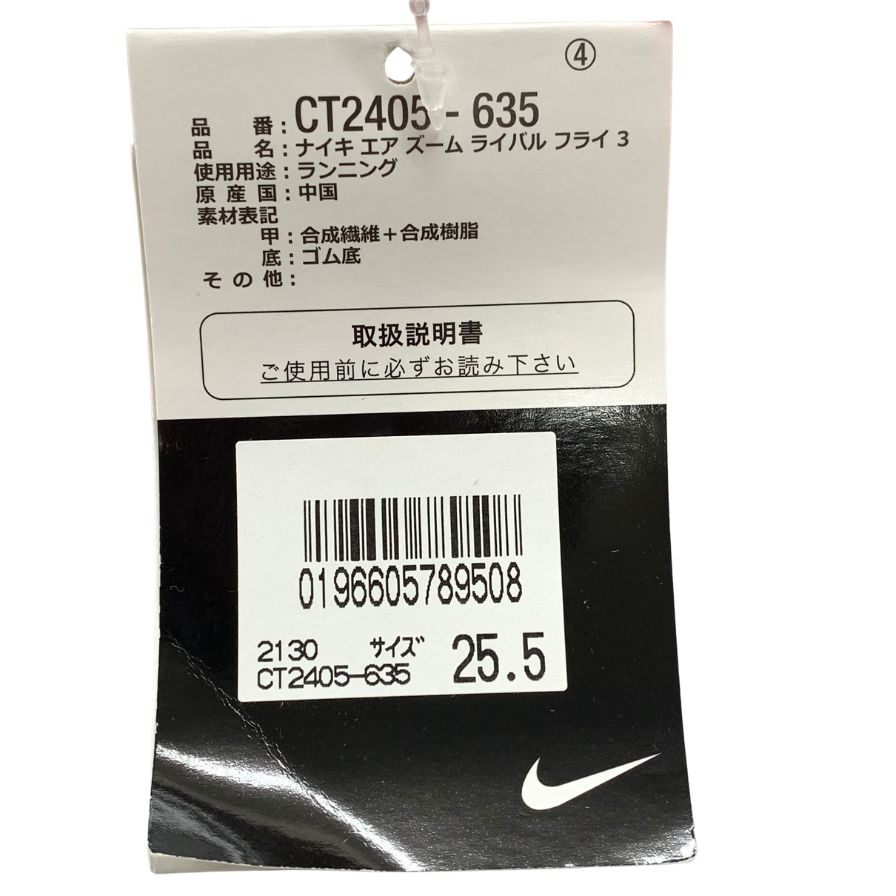 ④
品番：CT2405-635
品名：ナイキ エア ズーム ライバル フライ 3
使用用途：ランニング
原産国：中国
素材表記
甲：合成繊維＋合成樹脂
底：ゴム底
その他：
取扱説明書
ご使用前に必ずお読み下さい
0196605789508
2130 サイズ 25.5
CT2405-635